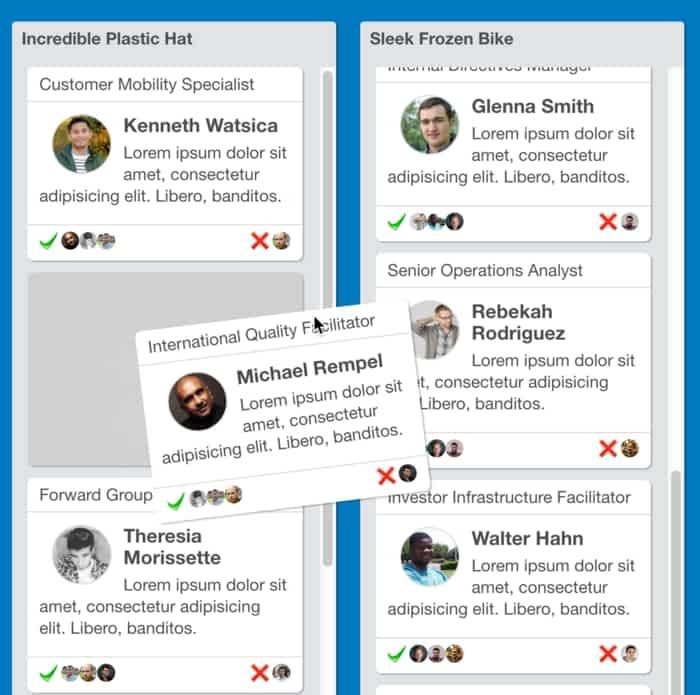 Incredible Plastic Hat
Customer Mobility Specialist
Kenneth Watsica
Lorem ipsum dolor sit
amet, consectetur
adipisicing elit. Libero, banditos.
International Quality Facilitator
Michael Rempel
Lorem ipsum dolor sit
amet, consectetur
adipisicing elit. Libero, banditos.
Forward Group
Theresia
Morissette
Lorem ipsum dolor sit
amet, consectetur adipisicing
elit. Libero, banditos.
Sleek Frozen Bike
Internal Directives Manager
Glenna Smith
Lorem ipsum dolor sit
amet, consectetur
adipisicing elit. Libero, banditos.
Senior Operations Analyst
Rebekah
Rodriguez
Lorem ipsum dolor sit
consectetur adipisicing
Libero, banditos.
Investor Infrastructure Facilitator
Walter Hahn
Lorem ipsum dolor sit
amet, consectetur
adipisicing elit. Libero, banditos.